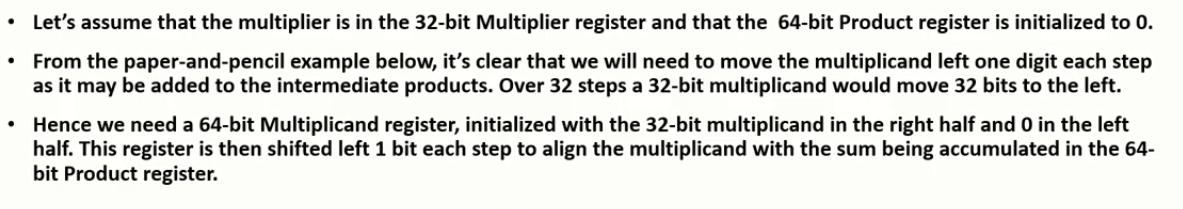 • Let's assume that the multiplier is in the 32-bit Multiplier register and that the 64-bit Product register is initialized to 0.
• From the paper-and-pencil example below, it's clear that we will need to move the multiplicand left one digit each step
as it may be added to the intermediate products. Over 32 steps a 32-bit multiplicand would move 32 bits to the left.
• Hence we need a 64-bit Multiplicand register, initialized with the 32-bit multiplicand in the right half and 0 in the left
half. This register is then shifted left 1 bit each step to align the multiplicand with the sum being accumulated in the 64-
bit Product register.